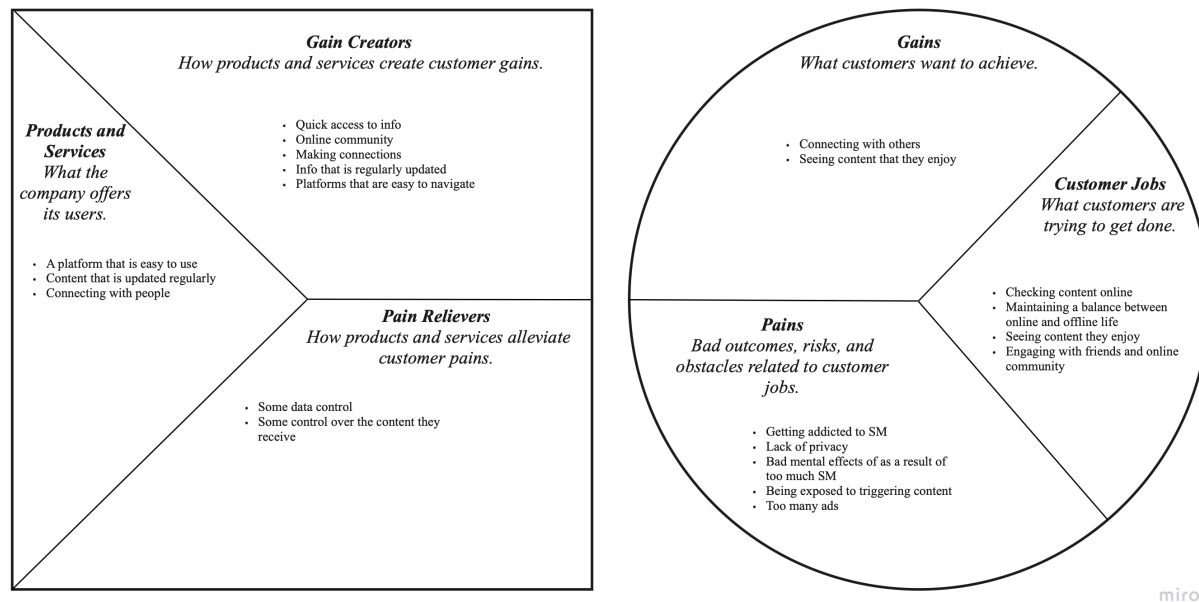 Gain Creators
How products and services create customer gains.
• Quick access to info
• Online community
• Making connections
• Info that is regularly updated
• Platforms that are easy to navigate
Products and
Services
What the
company offers
its users.
• A platform that is easy to use
• Content that is updated regularly
• Connecting with people
Pain Relievers
How products and services alleviate
customer pains.
• Some data control
• Some control over the content they
receive
Gains
What customers want to achieve.
• Connecting with others
• Seeing content that they enjoy
Customer Jobs
What customers are
trying to get done.
• Checking content online
• Maintaining a balance between
online and offline life
• Seeing content they enjoy
• Engaging with friends and online
community
Pains
Bad outcomes, risks, and
obstacles related to customer
jobs.
• Getting addicted to SM
• Lack of privacy
• Bad mental effects of as a result of
too much SM
• Being exposed to triggering content
• Too many ads
miro